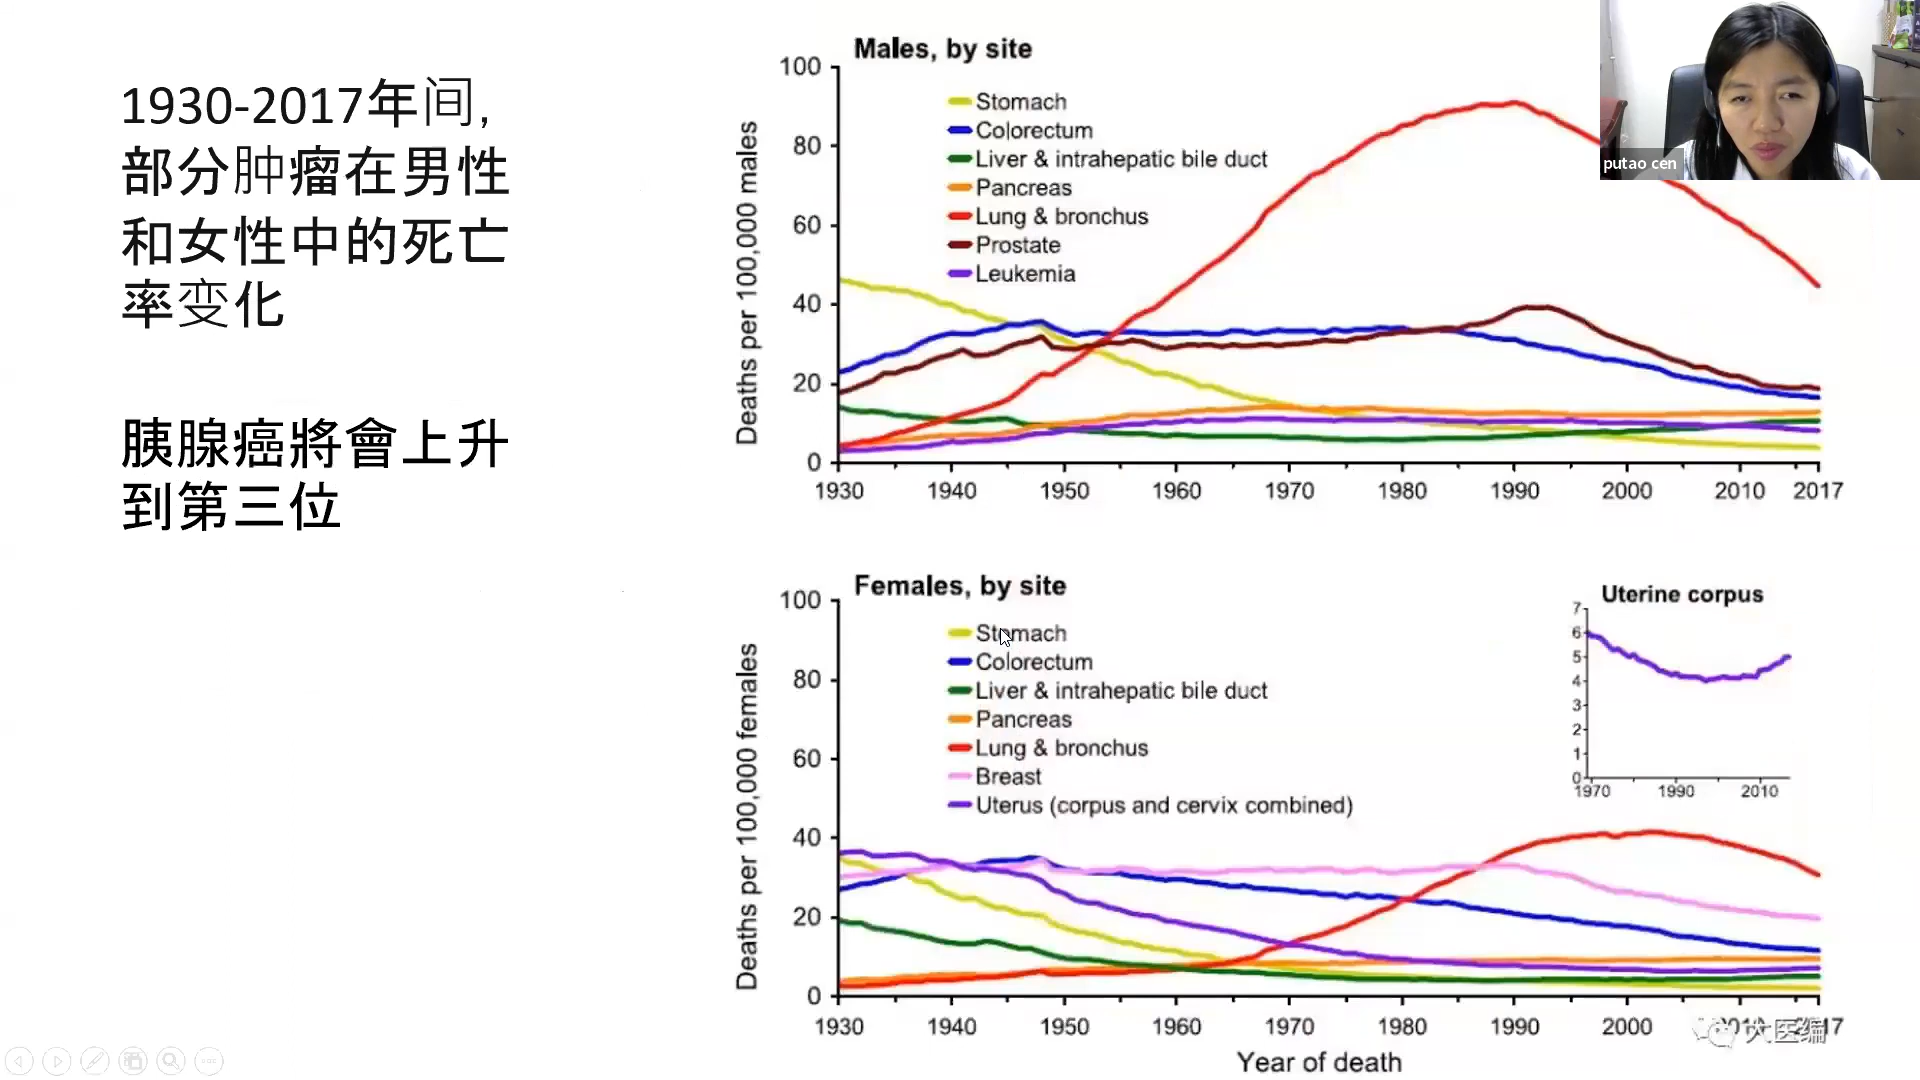 1930-2017年间,
部分肿瘤在男性
和女性中的死亡
率变化
胰腺癌將會上升
到第三位
Males, by site
Deaths per 100,000 males
100
80
60
40
20
0
Stomach
Colorectum
Liver & intrahepatic bile duct
Pancreas
Lung & bronchus
Prostate
Leukemia
1930 1940 1950 1960 1970 1980 1990 2000 2010 2017
putao cen
Females, by site
Deaths per 100,000 females
100
80
60
40
20
0
Stomach
Colorectum
Liver & intrahepatic bile duct
Pancreas
Lung & bronchus
Breast
Uterus (corpus and cervix combined)
Uterine corpus
7
6
5
4
3
2
1
0
1970 1990 2010
1930 1940 1950 1960 1970 1980 1990 2000 2010 2017
Year of death
大医编